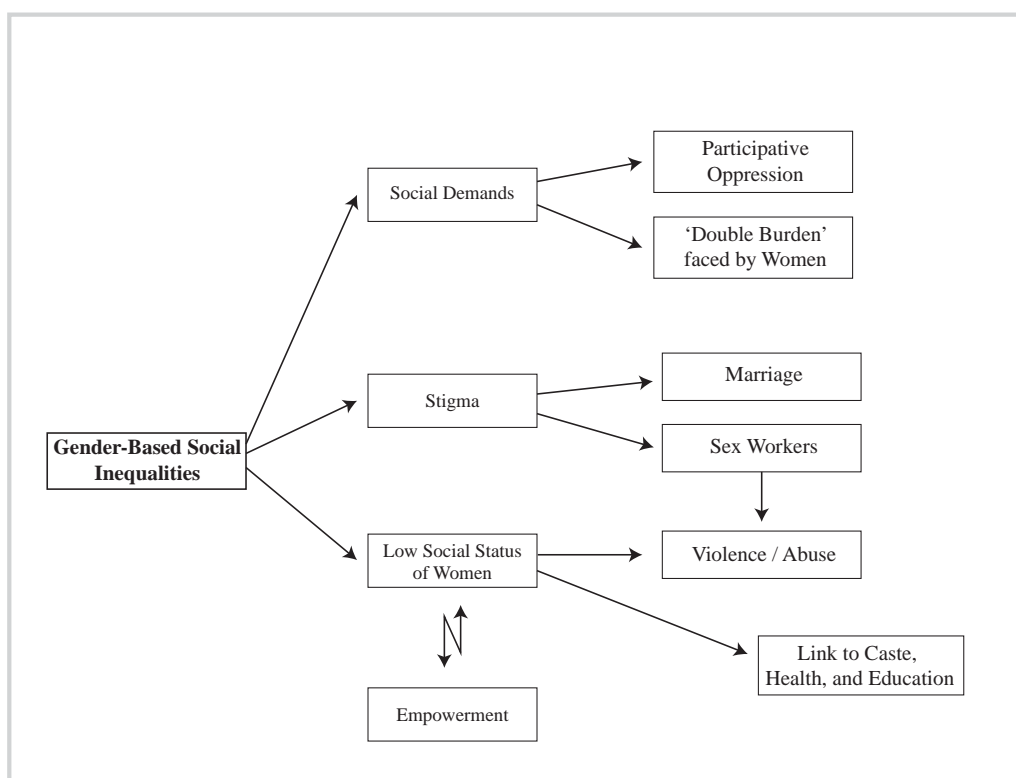 Participative
Oppression
Social Demands
‘Double Burden’
faced by Women
Marriage
Stigma
Sex Workers
Gender-Based Social
Inequalities
Low Social Status
of Women
Violence / Abuse
Link to Caste,
Health, and Education
Empowerment